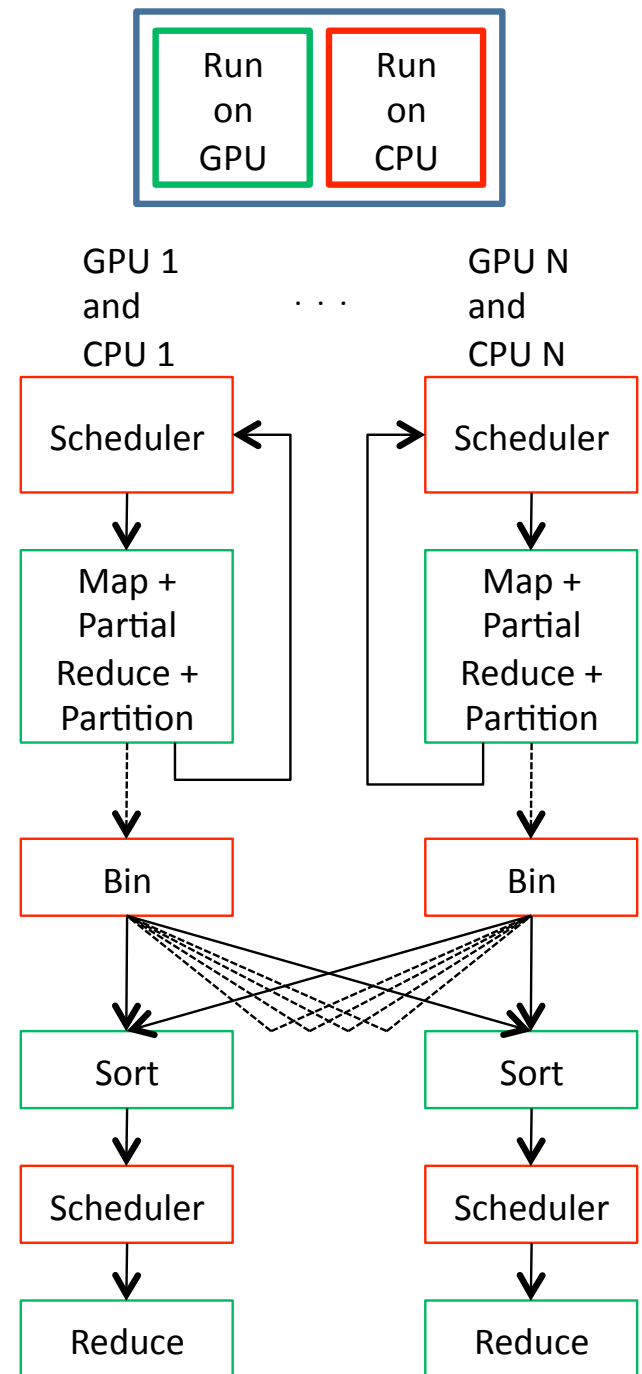 Run
on
GPU
Run
on
CPU
GPU 1
and
CPU 1
. . .
GPU N
and
CPU N
Scheduler
Scheduler
Map +
Partial
Reduce +
Partition
Map +
Partial
Reduce +
Partition
Bin
Bin
Sort
Sort
Scheduler
Scheduler
Reduce
Reduce